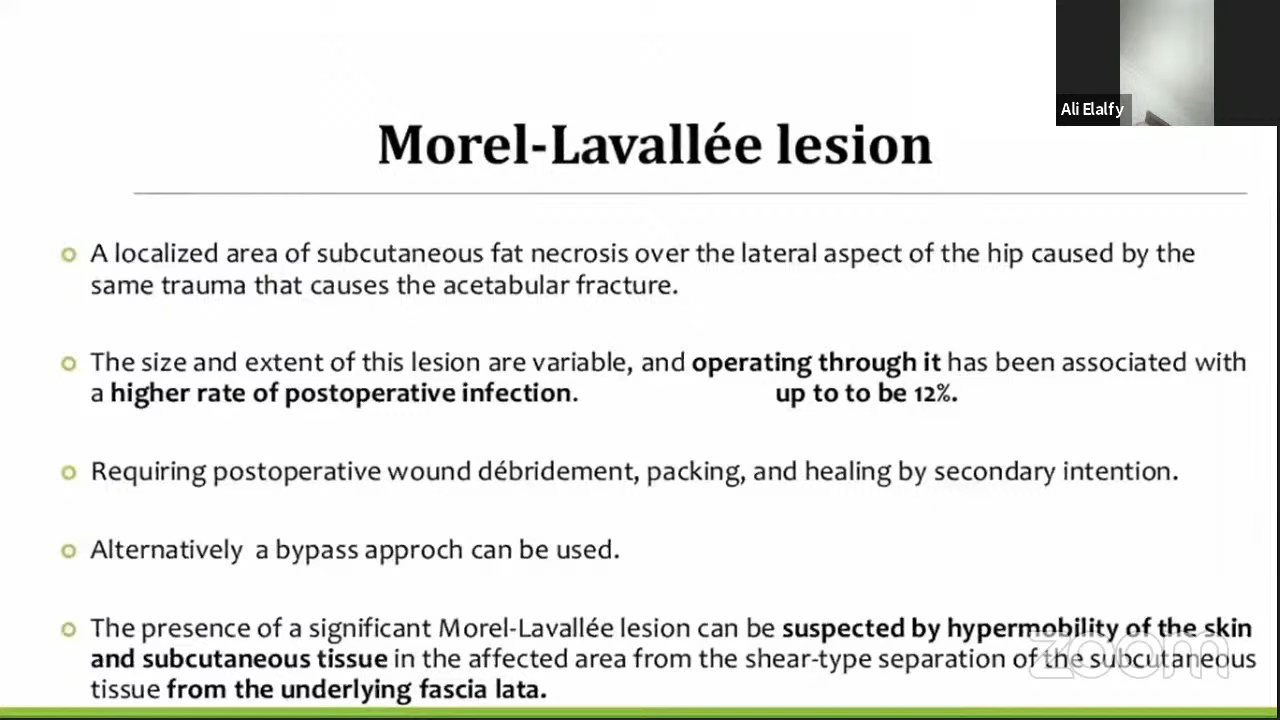 Ali Elalfy
Morel-Lavallée lesion
A localized area of subcutaneous fat necrosis over the lateral aspect of the hip caused by the
same trauma that causes the acetabular fracture.
The size and extent of this lesion are variable, and operating through it has been associated with
a higher rate of postoperative infection. up to to be 12%.
Requiring postoperative wound débridement, packing, and healing by secondary intention.
Alternatively a bypass approch can be used.
The presence of a significant Morel-Lavallée lesion can be suspected by hypermobility of the skin
and subcutaneous tissue in the affected area from the shear-type separation of the subcutaneous
tissue from the underlying fascia lata.
zoom